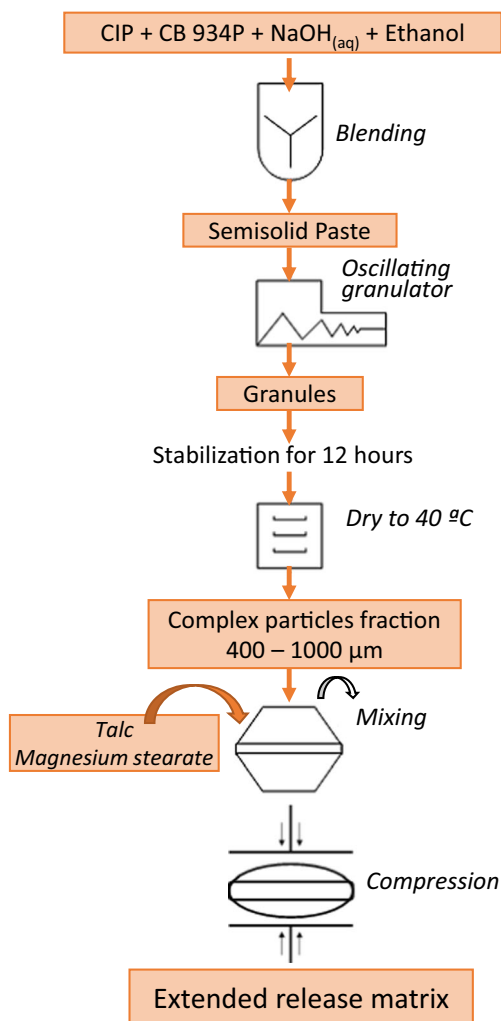 CIP + CB 934P + NaOH(aq) + Ethanol
Blending
Semisolid Paste
Oscillating
granulator
Granules
Stabilization for 12 hours
Dry to 40 ºC
Complex particles fraction
400 – 1000 µm
Mixing
Talc
Magnesium stearate
Compression
Extended release matrix